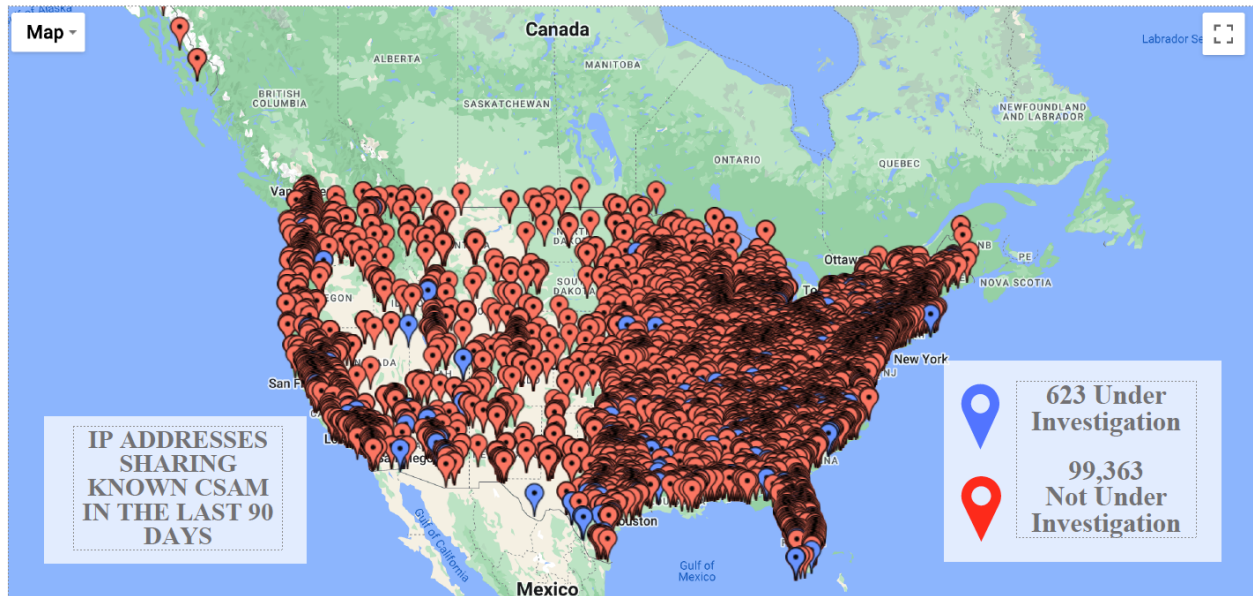 Map
Canada
Labrador Se
ALBERTA
MANITOBA
BRITISH
COLUMBIA
SASKATCHEWAN
NEWFOUNDLAND
AND LABRADOR
ONTARIO
QUEBEC
Ottawa
NB
PE
NOVA SCOTIA
New York
NJ
Houston
Gulf of
Mexico
Gulf of California
Mexico
IP ADDRESSES
SHARING
KNOWN CSAM
IN THE LAST 90
DAYS
623 Under
Investigation
99,363
Not Under
Investigation